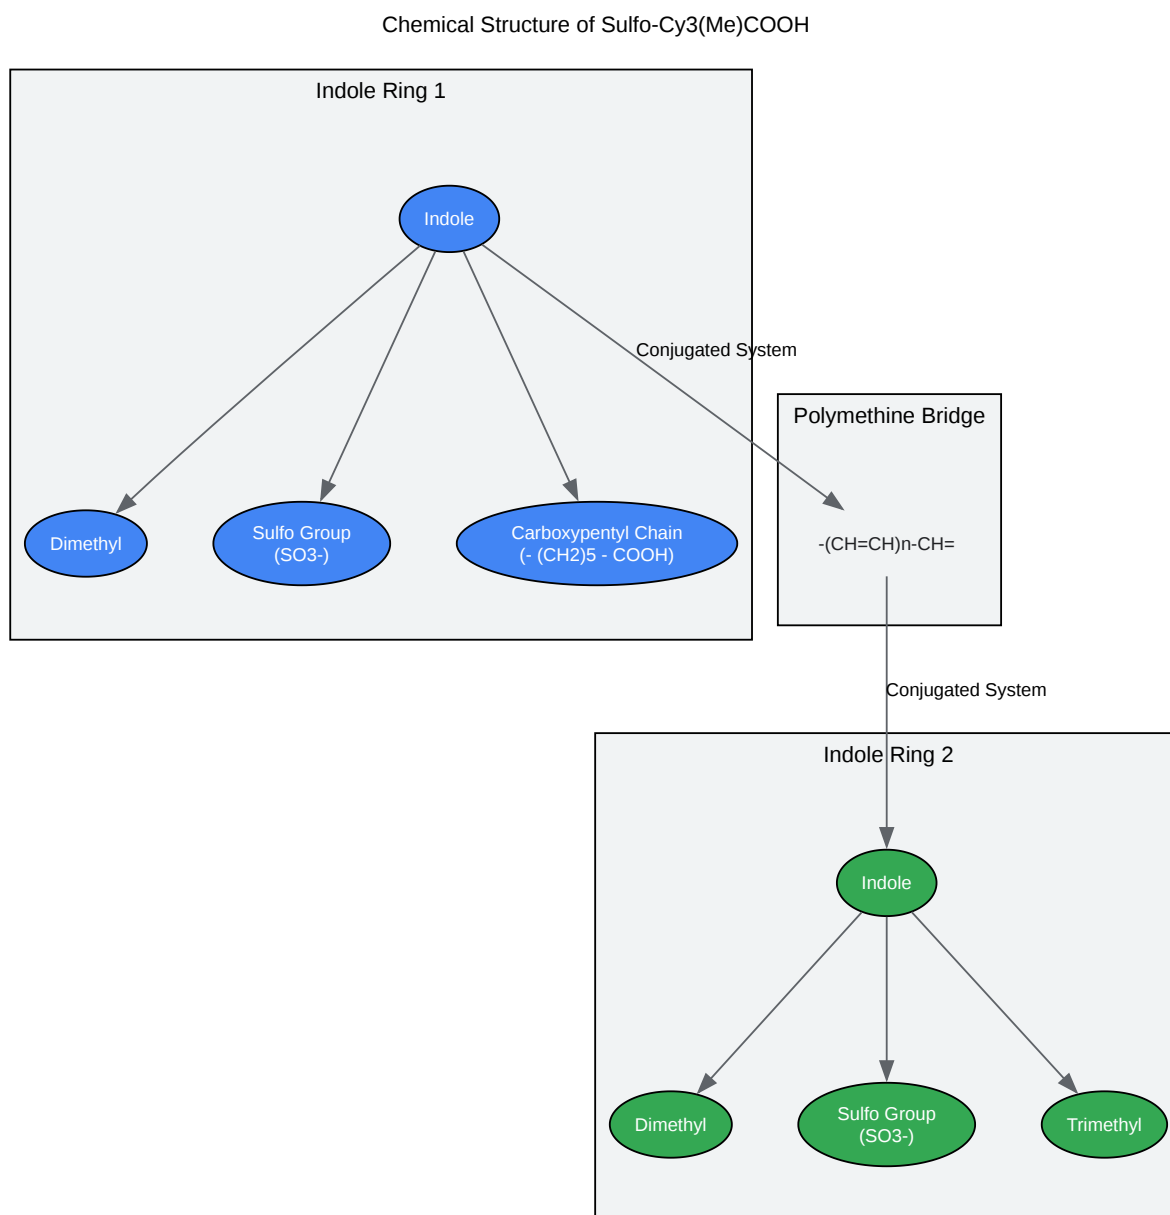 Chemical Structure of Sulfo-Cy3(Me)COOH
Indole Ring 1
Indole
Conjugated System
Dimethyl
Sulfo Group
(SO3-)
Carboxypentyl Chain
(- (CH2)5 - COOH)
Polymethine Bridge
-(CH=CH)n-CH=
Conjugated System
Indole Ring 2
Indole
Dimethyl
Sulfo Group
(SO3-)
Trimethyl